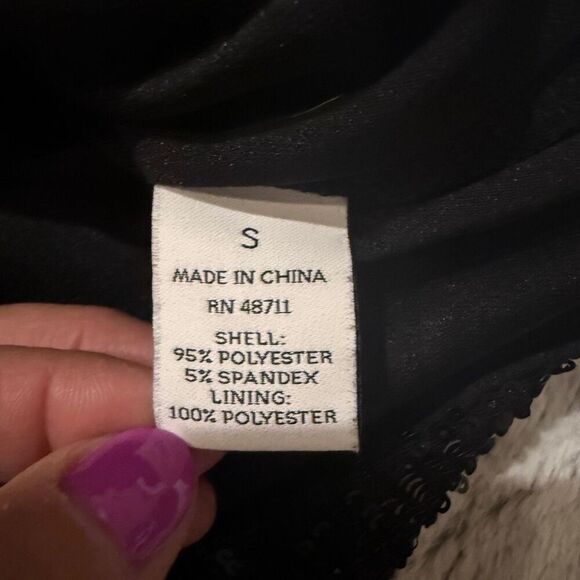 S
MADE IN CHINA
RN 48711
SHELL:
95% POLYESTER
5% SPANDEX
LINING:
100% POLYESTER